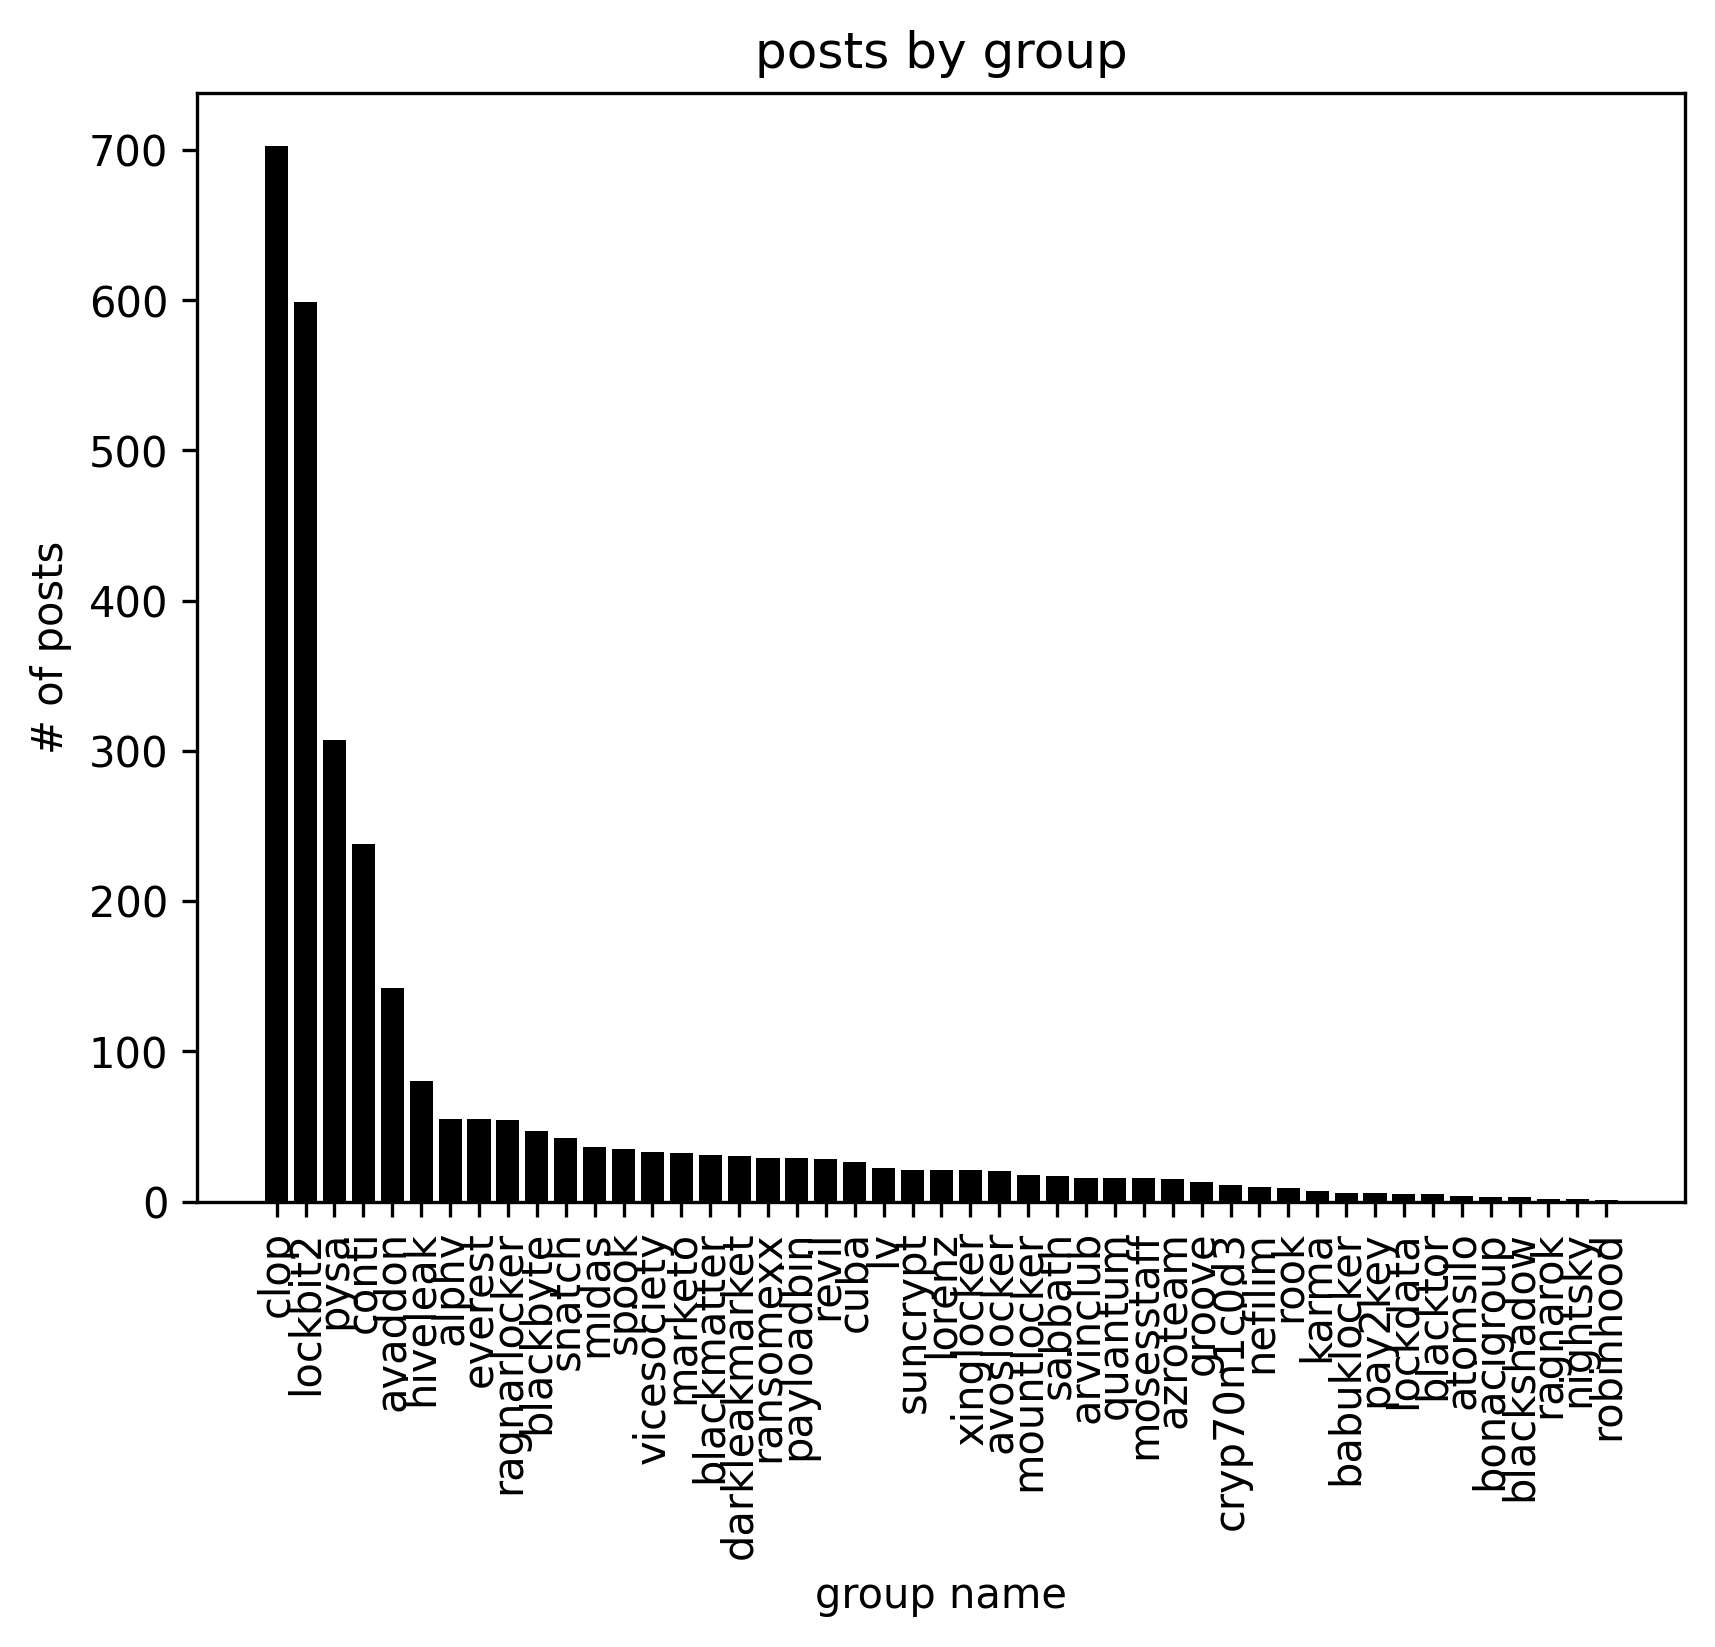 posts by group
# of posts
700
600
500
400
300
200
100
0
clop
lockbit2
pysa
conti
avaddon
hiveleak
alphv
everest
ragnarlocker
blackbyte
snatch
midas
spook
vicesociety
marketo
blackmatter
darkleakmarket
ransomexx
payloadbin
revil
cuba
lv
suncrypt
lorenz
xinglocker
avoslocker
mountlocker
sabbath
arvinclub
quantum
mosesstaff
azroteam
groove
cryp70n1c0d3
nefilim
rook
karma
babuklocker
pay2key
lockdata
blacktor
atomsilo
bonacigroup
blackshadow
ragnarok
nightsky
robinhood
group name